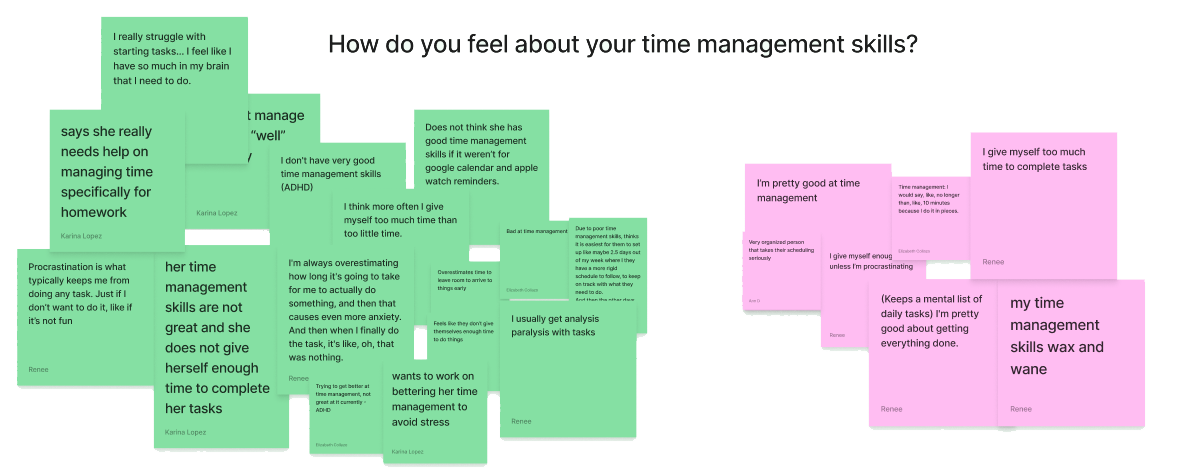 How do you feel about your time management skills?
I really struggle with
starting tasks... I feel like I
have so much in my brain
that I need to do.
t manage
"well"
y
Karina Lopez
says she really
needs help on
managing time
specifically for
homework
Karina Lopez
I don't have very good
time management skills
(ADHD)
Does not think she has
good time management
skills if it weren't for
google calendar and apple
watch reminders.
I think more often I give
myself too much time than
too little time.
Bad at time management
Due to poor time
management skills, thinks
it is easiest for them to set
up like maybe 2.5 days out
of my week where I they
have a more rigid
schedule to follow, to keep
on track with what they
need to do.
And then the other days
Procrastination is what
typically keeps me from
doing any task. Just if I
don't want to do it, like if
it's not fun
Renee
her time
management
skills are not
great and she
does not give
herself enough
time to complete
her tasks
Karina Lopez
I'm always overestimating
how long it's going to take
for me to actually do
something, and then that
causes even more anxiety.
And then when I finally do
the task, it's like, oh, that
was nothing.
Renee
Overestimates time to
leave room to arrive to
things early
Feels like they don't give
themselves enough time
to do things
I usually get analysis
paralysis with tasks
Renee
Trying to get better at
time management, not
great at it currently -
ADHD
wants to work on
bettering her time
management to
avoid stress
Karina Lopez
I'm pretty good at time
management
Time management: I
would say, like, no longer
than, like, 10 minutes
because I do it in pieces.
I give myself too much
time to complete tasks
Renee
Very organized person
that takes their scheduling
seriously
I give myself enoug
unless I'm procrastinating
Renee
(Keeps a mental list of
daily tasks) I'm pretty
good about getting
everything done.
Renee
my time
management
skills wax and
wane
Renee